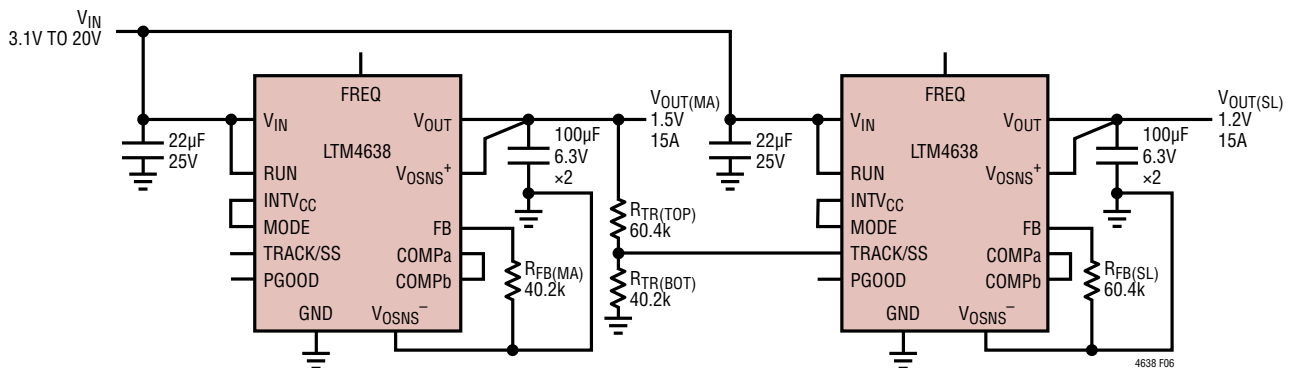 VIN
3.1V TO 20V
22µF
25V
FREQ
VIN
RUN
INTVCC
MODE
TRACK/SS
PGOOD
GND
LTM4638
VOUT
VOSNS+
FB
COMPa
COMPb
VOSNS–
RFB(MA)
40.2k
100µF
6.3V
×2
VOUT(MA)
1.5V
15A
RTR(TOP)
60.4k
RTR(BOT)
40.2k
22µF
25V
FREQ
VIN
RUN
INTVCC
MODE
TRACK/SS
PGOOD
GND
LTM4638
VOUT
VOSNS+
FB
COMPa
COMPb
VOSNS–
RFB(SL)
60.4k
100µF
6.3V
×2
VOUT(SL)
1.2V
15A
4638 F06